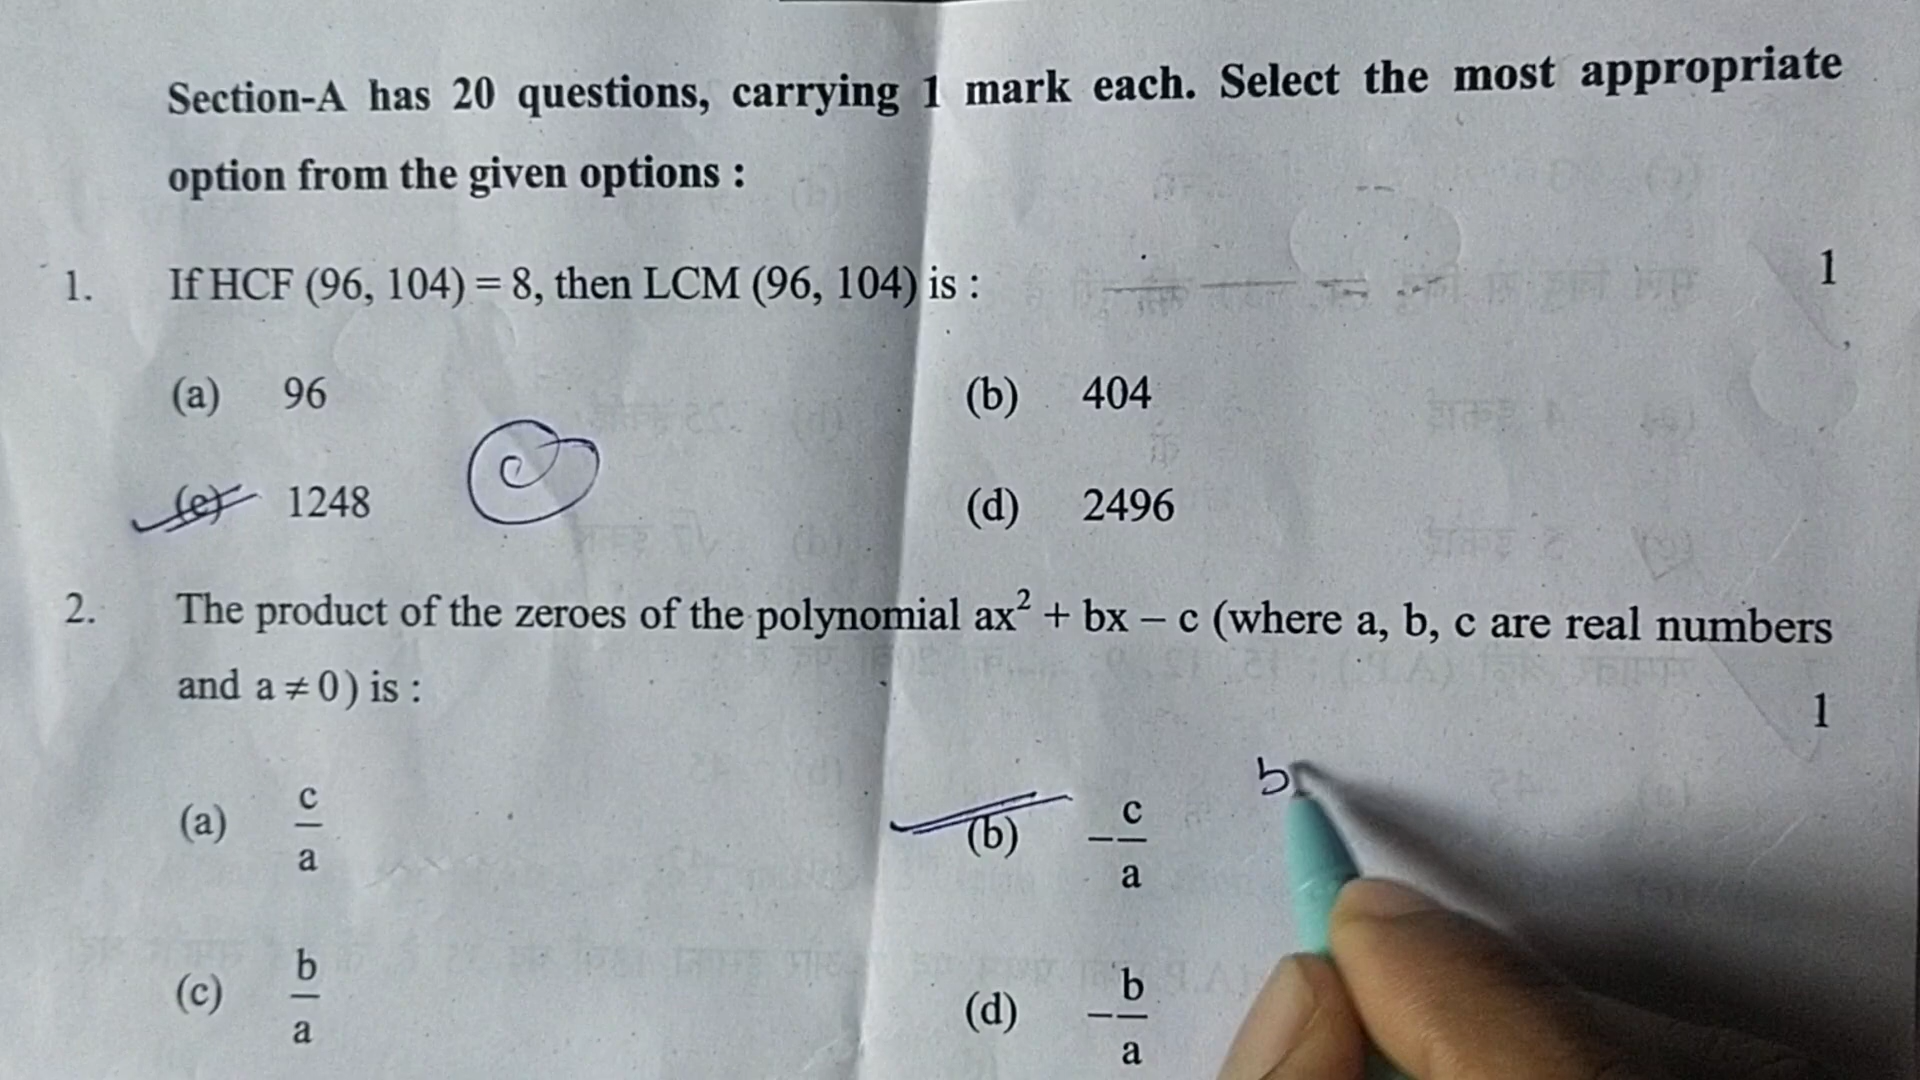 Section-A has 20 questions, carrying 1 mark each. Select the most appropriate
option from the given options :
1. If HCF (96, 104) = 8, then LCM (96, 104) is : 1
(a) 96 (b) 404
(c) 1248 c (d) 2496
2. The product of the zeroes of the polynomial ax² + bx – c (where a, b, c are real numbers
and a ≠ 0) is : 1
b
(a) c/a (b) –c/a
(c) b/a (d) –b/a